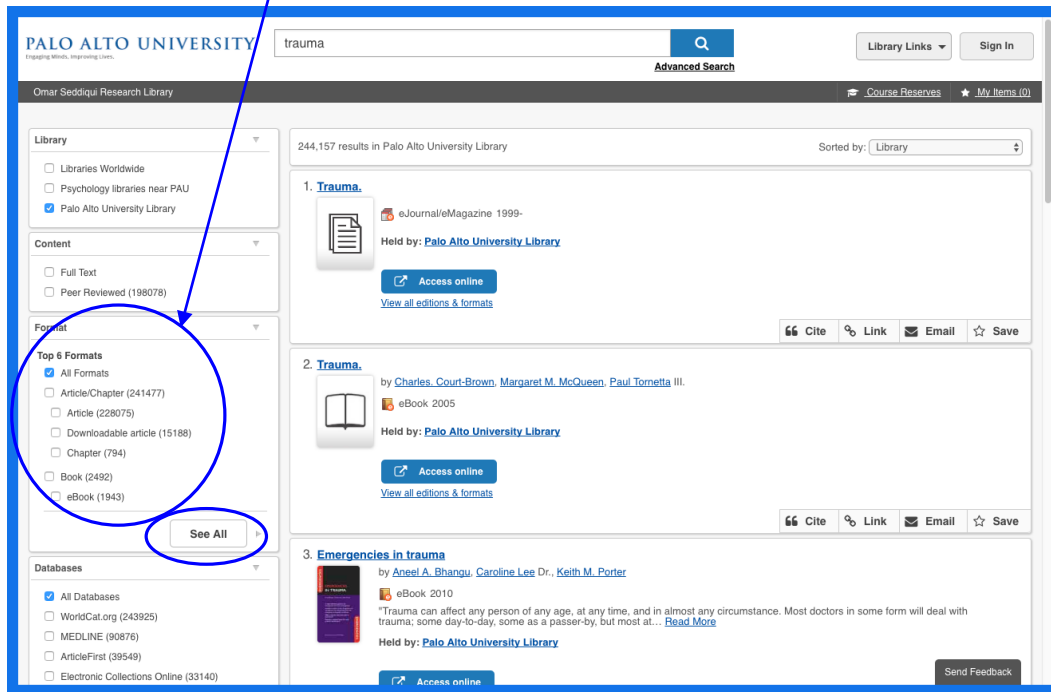 PALO ALTO UNIVERSITY
Engaging Minds. Improving Lives.
trauma
Advanced Search
Library Links
Sign In
Omar Seddiqui Research Library
Course Reserves
My Items (0)
Library
Libraries Worldwide
Psychology libraries near PAU
Palo Alto University Library
Content
Full Text
Peer Reviewed (198078)
Format
Top 6 Formats
All Formats
Article/Chapter (241477)
Article (228075)
Downloadable article (15188)
Chapter (794)
Book (2492)
eBook (1943)
See All
Databases
All Databases
WorldCat.org (243925)
MEDLINE (90876)
ArticleFirst (39549)
Electronic Collections Online (33140)
244,157 results in Palo Alto University Library
Sorted by: Library
1. Trauma.
eJournal/eMagazine 1999-
Held by: Palo Alto University Library
Access online
View all editions & formats
Cite Link Email Save
2. Trauma.
by Charles. Court-Brown, Margaret M. McQueen, Paul Tornetta III.
eBook 2005
Held by: Palo Alto University Library
Access online
View all editions & formats
Cite Link Email Save
3. Emergencies in trauma
by Aneel A. Bhangu, Caroline Lee Dr., Keith M. Porter
eBook 2010
"Trauma can affect any person of any age, at any time, and in almost any circumstance. Most doctors in some form will deal with
trauma; some day-to-day, some as a passer-by, but most at... Read More
Held by: Palo Alto University Library
Access online
Send Feedback